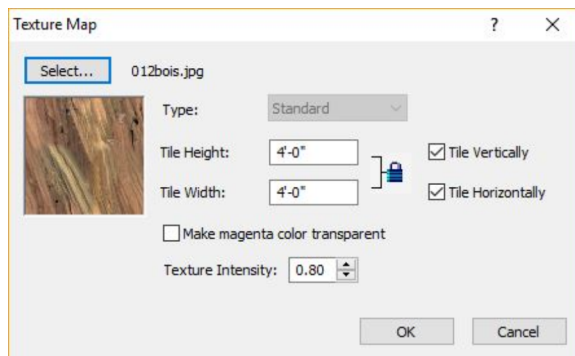 Texture Map ?
Select... 012bois.jpg
Type: Standard
Tile Height: 4'-0" Tile Vertically
Tile Width: 4'-0" Tile Horizontally
Make magenta color transparent
Texture Intensity: 0.80
OK Cancel